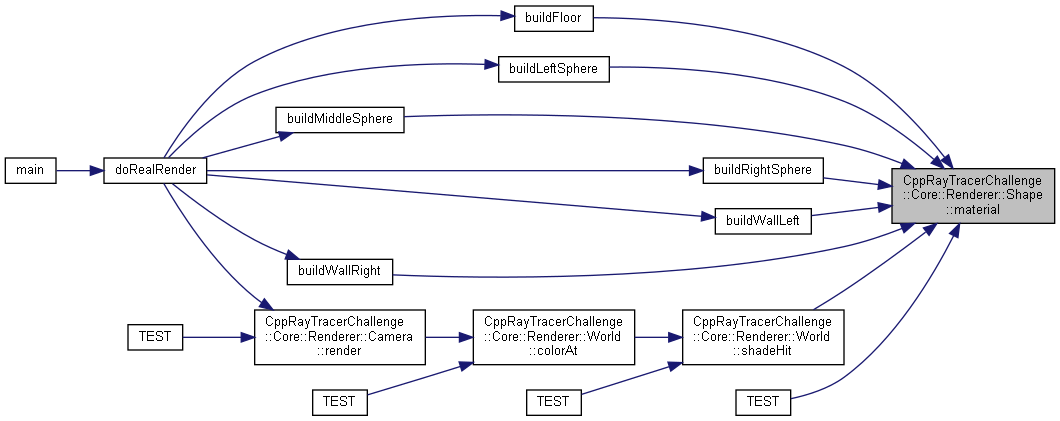 buildFloor
buildLeftSphere
buildMiddleSphere
main
doRealRender
buildRightSphere
CppRayTracerChallenge
::Core::Renderer::Shape
::material
buildWallLeft
buildWallRight
TEST
CppRayTracerChallenge
::Core::Renderer::Camera
::render
CppRayTracerChallenge
::Core::Renderer::World
::colorAt
CppRayTracerChallenge
::Core::Renderer::World
::shadeHit
TEST
TEST
TEST